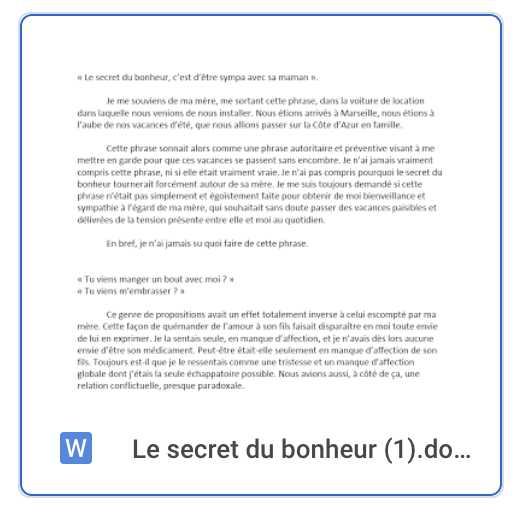 « Le secret du bonheur, c'est d'être sympa avec sa maman ».
Je me souviens de ma mère, me sortant cette phrase, dans la voiture de location
dans laquelle nous venions de nous installer. Nous étions arrivés à Marseille, nous étions à
l'aube de nos vacances d'été, que nous allions passer sur la Côte d'Azur en famille.
Cette phrase sonnait alors comme une phrase autoritaire et préventive visant à me
mettre en garde pour que ces vacances se passent sans encombre. Je n'ai jamais vraiment
compris cette phrase, ni si elle était vraiment vraie. Je n'ai pas compris pourquoi le secret du
bonheur tournerait forcément autour de sa mère. Je me suis toujours demandé si cette
phrase n'était pas simplement et égoïstement faite pour obtenir de moi bienveillance et
sympathie à l'égard de ma mère, qui souhaitait sans doute passer des vacances paisibles et
délivrées de la tension présente entre elle et moi au quotidien.
En bref, je n'ai jamais su quoi faire de cette phrase.
« Tu viens manger un bout avec moi ? »
« Tu viens m'embrasser ? »
Ce genre de propositions avait un effet totalement inverse à celui escompté par ma
mère. Cette façon de quémander de l'amour à son fils faisait disparaître en moi toute envie
de lui en exprimer. Je la sentais seule, en manque d'affection, et je n'avais dès lors aucune
envie d'être son médicament. Peut-être était-elle seulement en manque d'affection de son
fils. Toujours est-il que je le ressentais comme une tristesse et un manque d'affection
globale dont j'étais la seule échappatoire possible. Nous avions aussi, à côté de ça, une
relation conflictuelle, presque paradoxale.
W Le secret du bonheur (1).do...